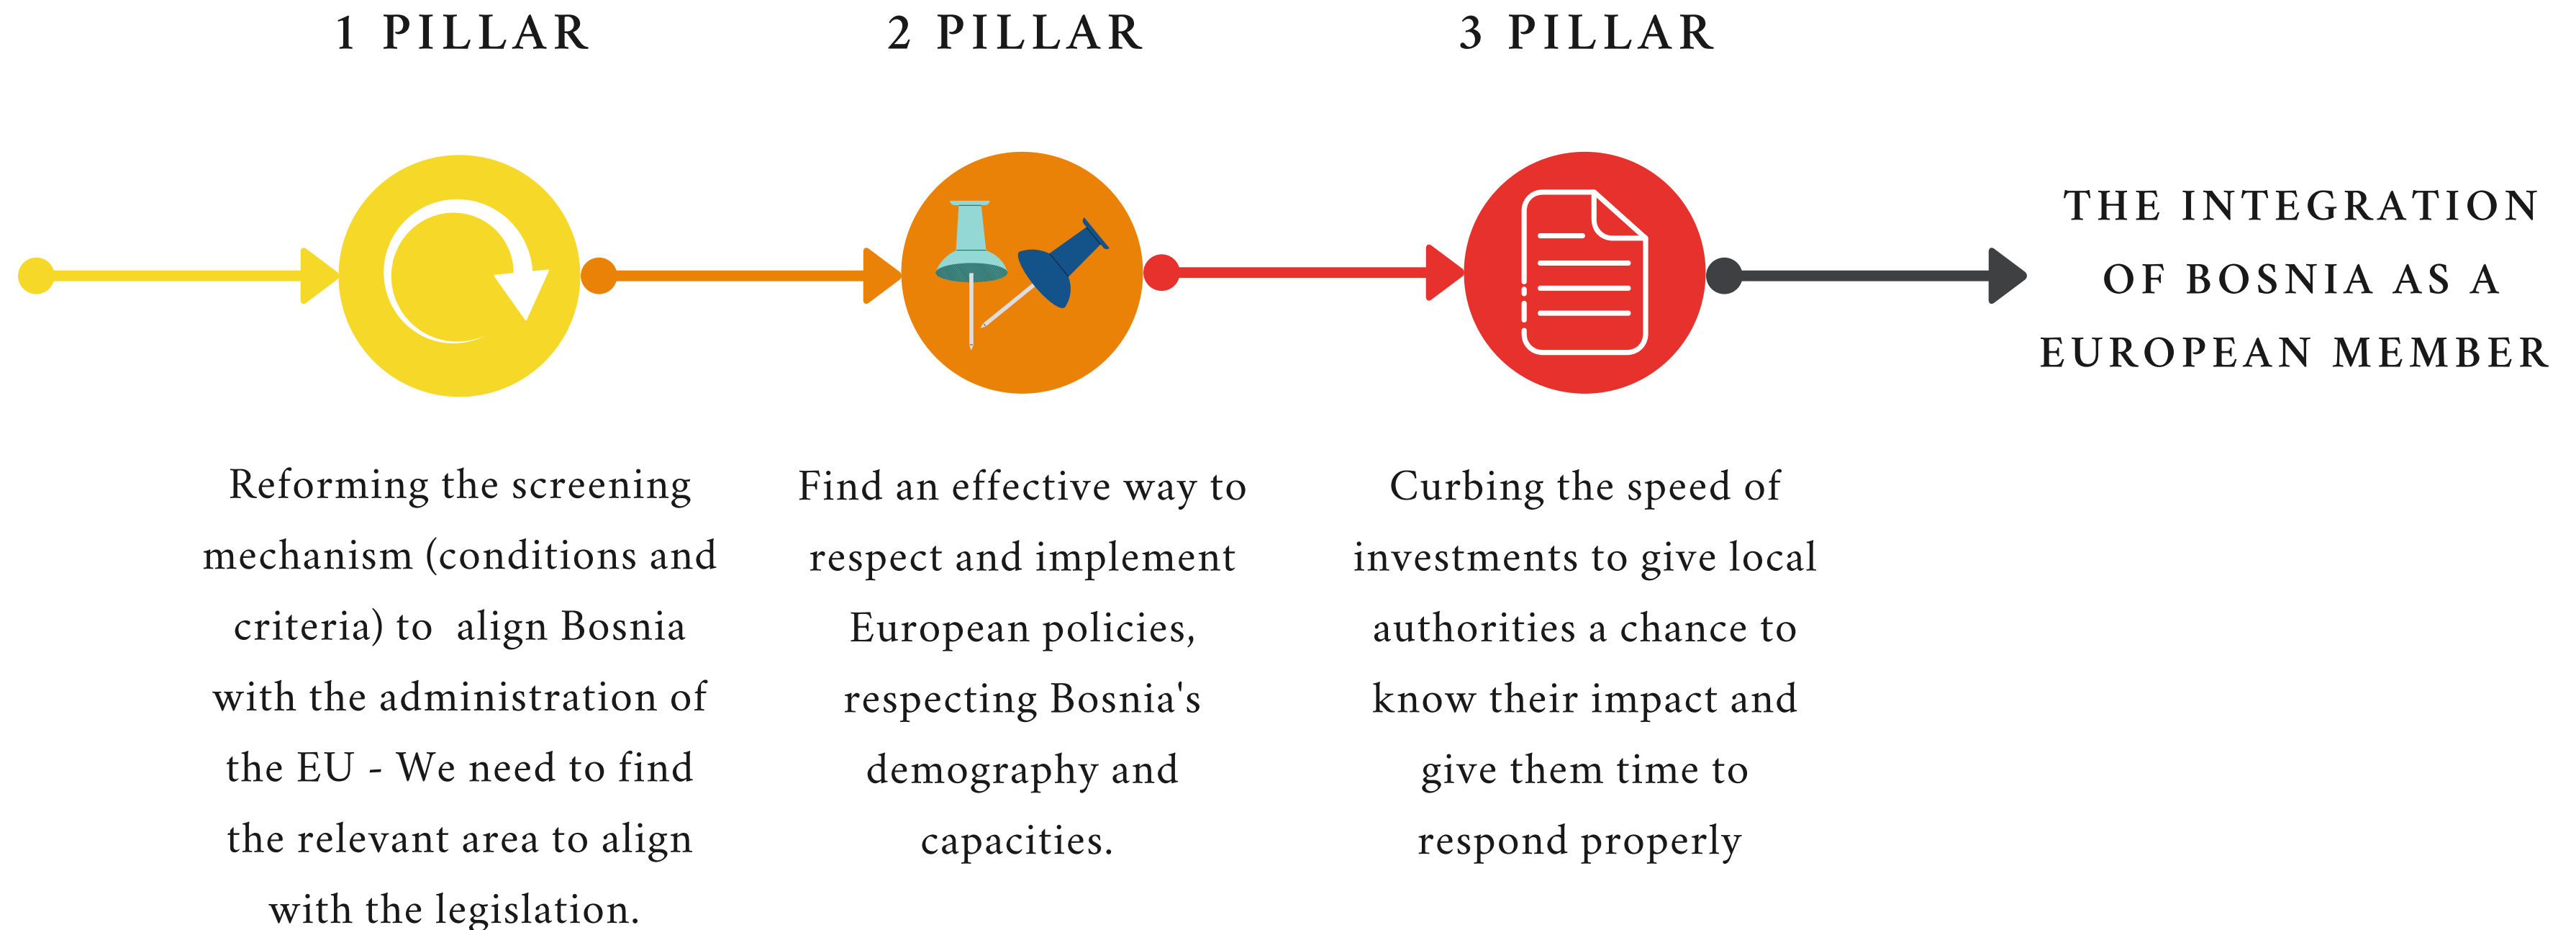 1 PILLAR
2 PILLAR
3 PILLAR
THE INTEGRATION
OF BOSNIA AS A
EUROPEAN MEMBER
Reforming the screening
mechanism (conditions and
criteria) to align Bosnia
with the administration of
the EU - We need to find
the relevant area to align
with the legislation.
Find an effective way to
respect and implement
European policies,
respecting Bosnia's
demography and
capacities.
Curbing the speed of
investments to give local
authorities a chance to
know their impact and
give them time to
respond properly